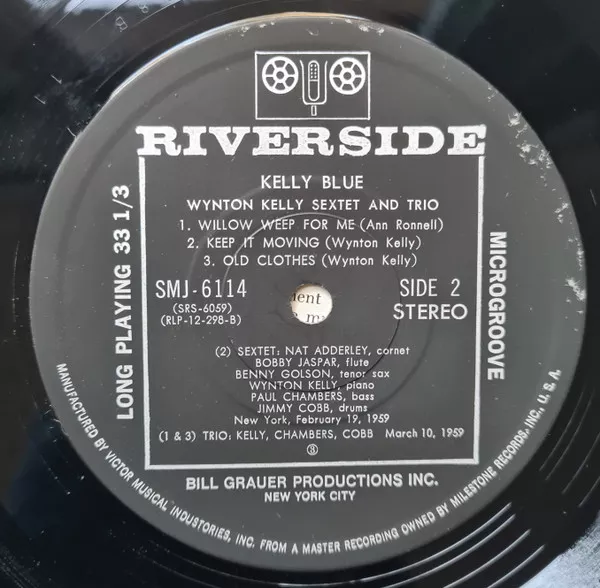 RIVERSIDE
KELLY BLUE
WYNTON KELLY SEXTET AND TRIO
1. WILLOW WEEP FOR ME (Ann Ronnell)
2. KEEP IT MOVING (Wynton Kelly)
3. OLD CLOTHES (Wynton Kelly)
LONG PLAYING 33 1/3
MICROGROOVE
SMJ-6114
(SRS-6059)
(RLP-12-298-B)
SIDE 2
STEREO
(2) SEXTET: NAT ADDERLEY, cornet
BOBBY JASPAR, flute
BENNY GOLSON, tenor sax
WYNTON KELLY, piano
PAUL CHAMBERS, bass
JIMMY COBB, drums
New York, February 19, 1959
(1 & 3) TRIO: KELLY, CHAMBERS, COBB March 10, 1959
BILL GRAUER PRODUCTIONS INC.
NEW YORK CITY
MANUFACTURED BY VICTOR MUSICAL INDUSTORIES, INC. FROM A MASTER RECORDING OWNED BY MILESTONE RECORDS, INC., U. S. A.